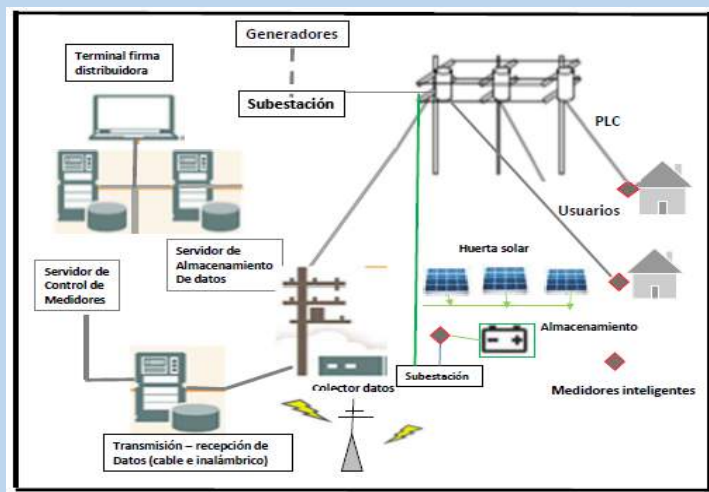 Generadores
Terminal firma
distribuidora
Subestación
PLC
Usuarios
Servidor de
Almacenamiento
De datos
Huerta solar
Servidor de
Control de
Medidores
Almacenamiento
Colector datos
Subestación
Medidores inteligentes
Transmisión – recepción de
Datos (cable e inalámbrico)